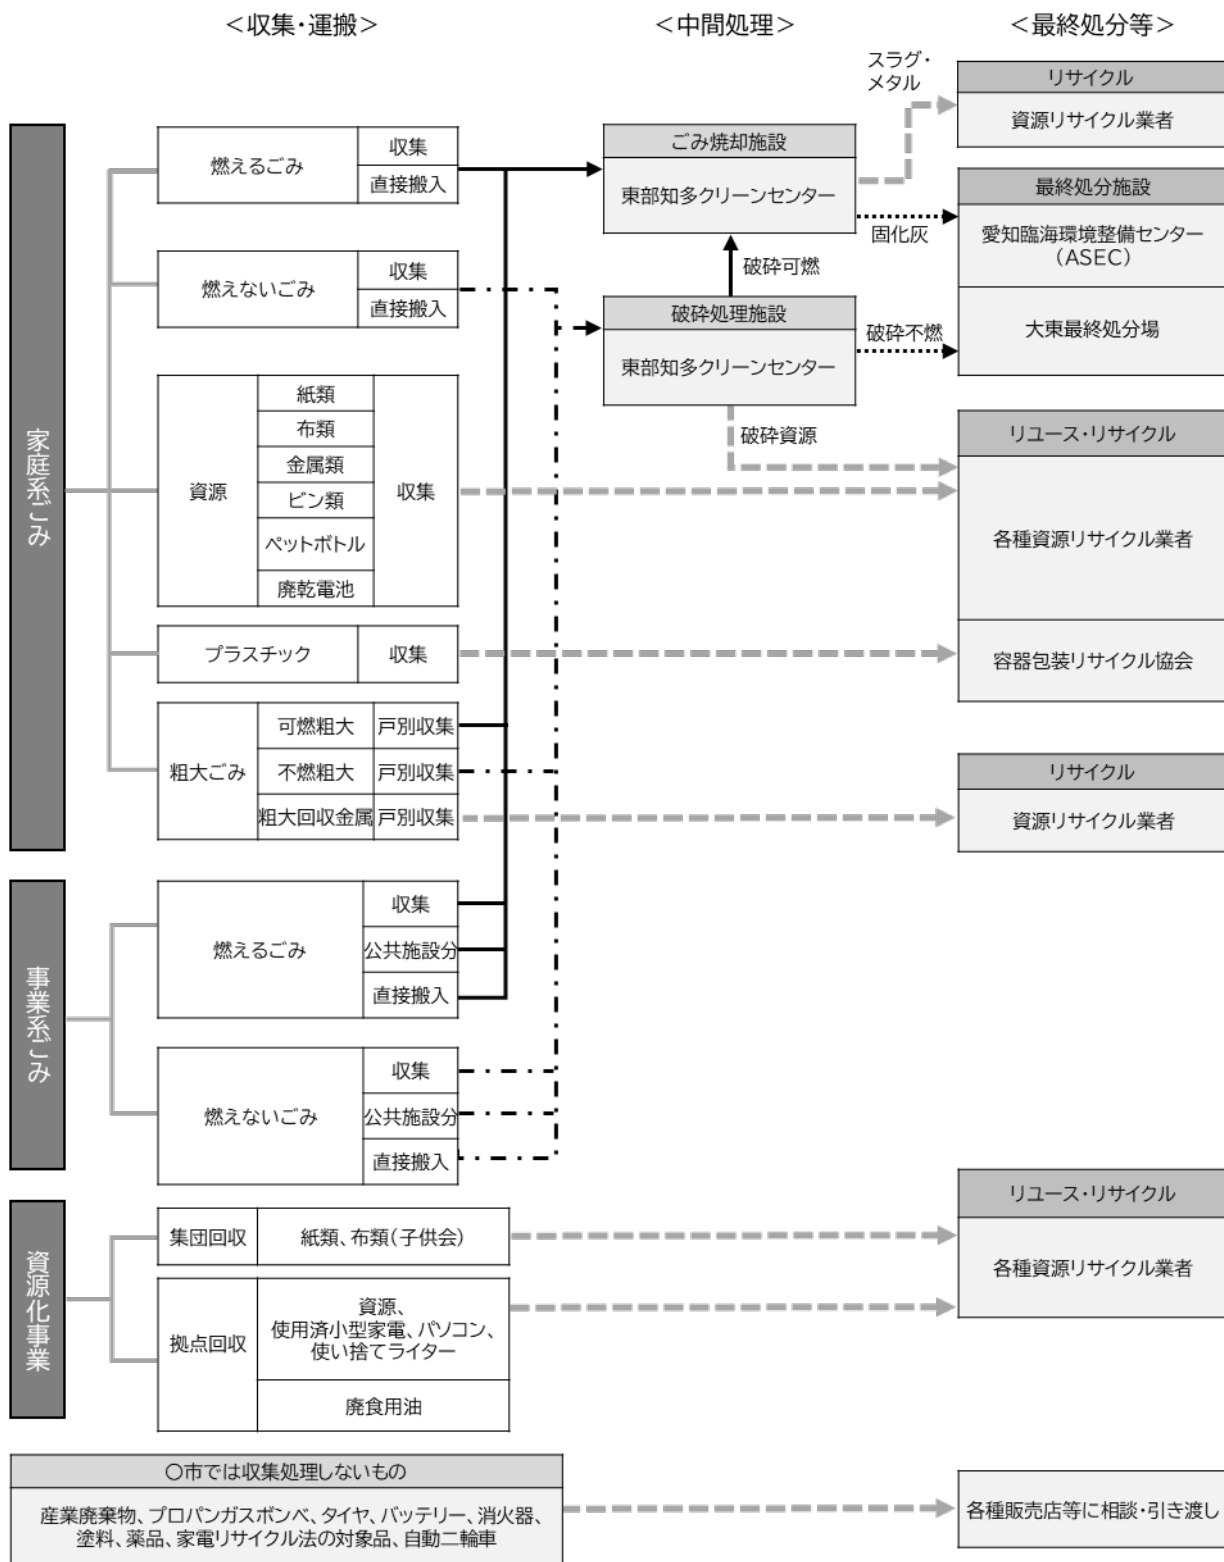 ＜収集・運搬＞
＜中間処理＞
＜最終処分等＞
家庭系ごみ
燃えるごみ
収集
直接搬入
燃えないごみ
収集
直接搬入
資源
紙類
布類
金属類
ビン類
ペットボトル
廃乾電池
収集
プラスチック
収集
粗大ごみ
可燃粗大
戸別収集
不燃粗大
戸別収集
粗大回収金属
戸別収集
事業系ごみ
燃えるごみ
収集
公共施設分
直接搬入
燃えないごみ
収集
公共施設分
直接搬入
資源化事業
集団回収
紙類、布類（子供会）
拠点回収
資源、
使用済小型家電、パソコン、
使い捨てライター
廃食用油
〇市では収集処理しないもの
産業廃棄物、プロパンガスボンベ、タイヤ、バッテリー、消火器、
塗料、薬品、家電リサイクル法の対象品、自動二輪車
ごみ焼却施設
東部知多クリーンセンター
破砕可燃
破砕処理施設
東部知多クリーンセンター
スラグ・
メタル
固化灰
破砕不燃
破砕資源
リサイクル
資源リサイクル業者
最終処分施設
愛知臨海環境整備センター
（ASEC）
大東最終処分場
リユース・リサイクル
各種資源リサイクル業者
容器包装リサイクル協会
リサイクル
資源リサイクル業者
リユース・リサイクル
各種資源リサイクル業者
各種販売店等に相談・引き渡し